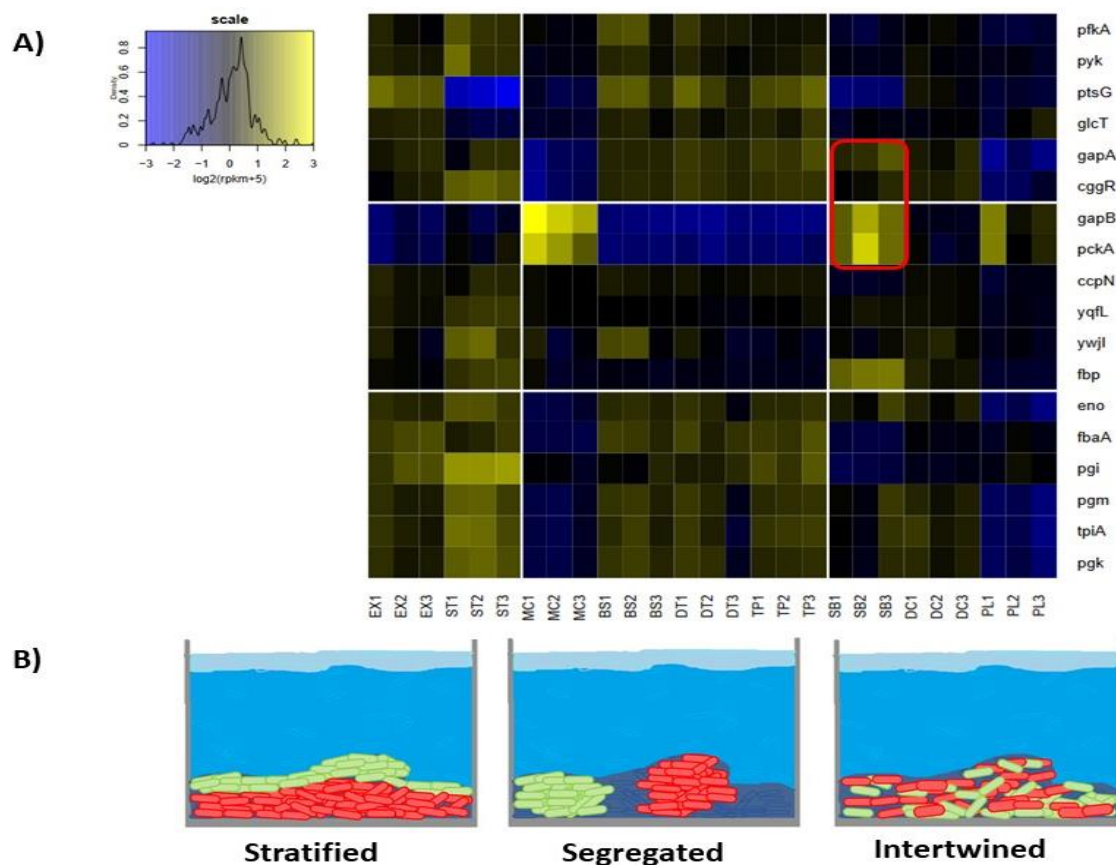 A)
scale
Density
0 0.2 0.4 0.6 0.8
-3 -2 -1 0 1 2 3
log2(rpkm+5)
pfkA
pyk
ptsG
glcT
gapA
cggR
gapB
pckA
ccpN
yqfL
ywjI
fbp
eno
fbaA
pgi
pgm
tpiA
pgk
EX1 EX2 EX3 ST1 ST2 ST3 MC1 MC2 MC3 BS1 BS2 BS3 DT1 DT2 DT3 TP1 TP2 TP3 SB1 SB2 SB3 DC1 DC2 DC3 PL1 PL2 PL3
B)
Stratified Segregated Intertwined